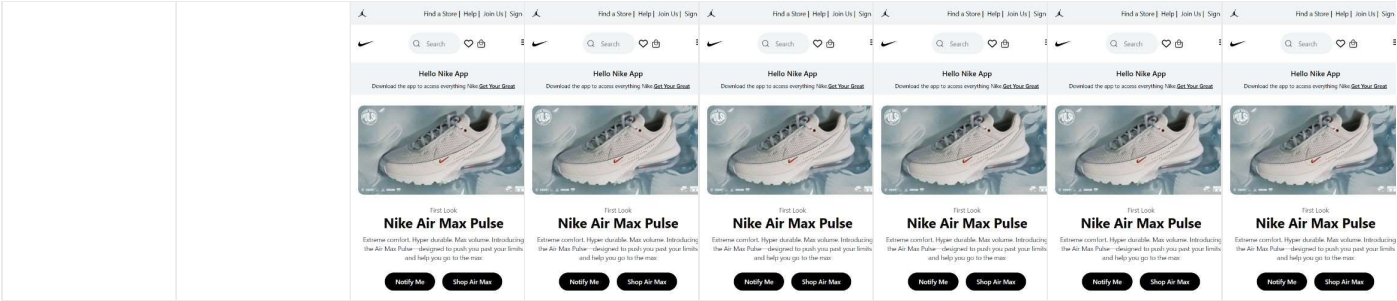 Find a Store | Help | Join Us | Sign
Search
Hello Nike App
Download the app to access everything Nike. Get Your Great
First Look
Nike Air Max Pulse
Extreme comfort. Hyper durable. Max volume. Introducing
the Air Max Pulse—designed to push you past your limits
and help you go to the max
Notify Me
Shop Air Max
Find a Store | Help | Join Us | Sign
Search
Hello Nike App
Download the app to access everything Nike. Get Your Great
First Look
Nike Air Max Pulse
Extreme comfort. Hyper durable. Max volume. Introducing
the Air Max Pulse—designed to push you past your limits
and help you go to the max
Notify Me
Shop Air Max
Find a Store | Help | Join Us | Sign
Search
Hello Nike App
Download the app to access everything Nike. Get Your Great
First Look
Nike Air Max Pulse
Extreme comfort. Hyper durable. Max volume. Introducing
the Air Max Pulse—designed to push you past your limits
and help you go to the max
Notify Me
Shop Air Max
Find a Store | Help | Join Us | Sign
Search
Hello Nike App
Download the app to access everything Nike. Get Your Great
First Look
Nike Air Max Pulse
Extreme comfort. Hyper durable. Max volume. Introducing
the Air Max Pulse—designed to push you past your limits
and help you go to the max
Notify Me
Shop Air Max
Find a Store | Help | Join Us | Sign
Search
Hello Nike App
Download the app to access everything Nike. Get Your Great
First Look
Nike Air Max Pulse
Extreme comfort. Hyper durable. Max volume. Introducing
the Air Max Pulse—designed to push you past your limits
and help you go to the max
Notify Me
Shop Air Max
Find a Store | Help | Join Us | Sign
Search
Hello Nike App
Download the app to access everything Nike. Get Your Great
First Look
Nike Air Max Pulse
Extreme comfort. Hyper durable. Max volume. Introducing
the Air Max Pulse—designed to push you past your limits
and help you go to the max
Notify Me
Shop Air Max